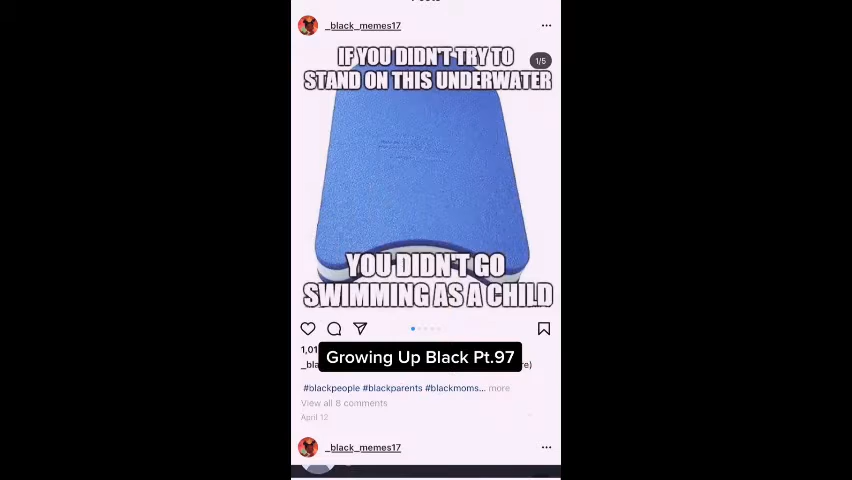 _black_memes17
IF YOU DIDN'T TRY TO
1/5
STAND ON THIS UNDERWATER
YOU DIDN'T GO
SWIMMING AS A CHILD
Growing Up Black Pt.97
#blackpeople #blackparents #blackmoms... more
View all 8 comments
April 12
_black_memes17